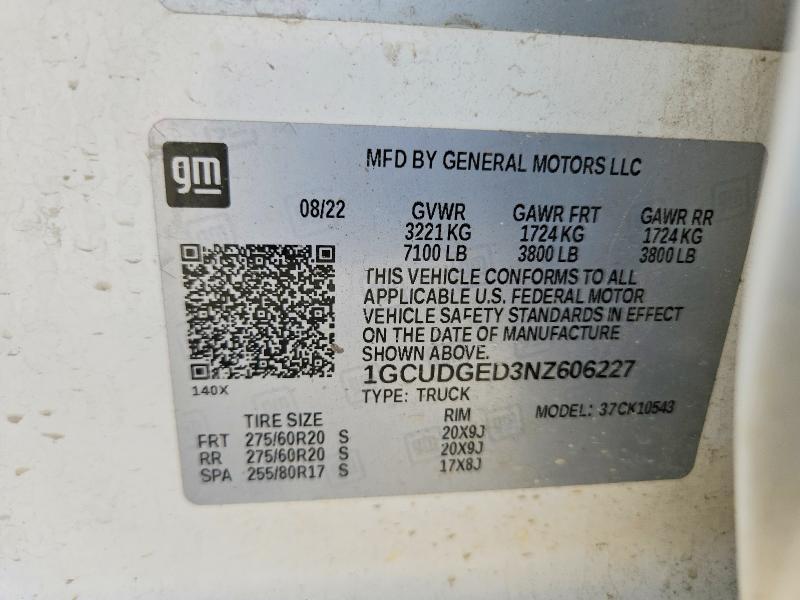 gm
MFD BY GENERAL MOTORS LLC
08/22 GVWR GAWR FRT GAWR RR
3221 KG 1724 KG 1724 KG
7100 LB 3800 LB 3800 LB
THIS VEHICLE CONFORMS TO ALL
APPLICABLE U.S. FEDERAL MOTOR
VEHICLE SAFETY STANDARDS IN EFFECT
ON THE DATE OF MANUFACTURE
SHOWN ABOVE.
1GCUDGED3NZ606227
140X
TYPE: TRUCK
MODEL: 37CK10543
TIRE SIZE RIM
FRT 275/60R20 S 20X9J
RR 275/60R20 S 20X9J
SPA 255/80R17 S 17X8J